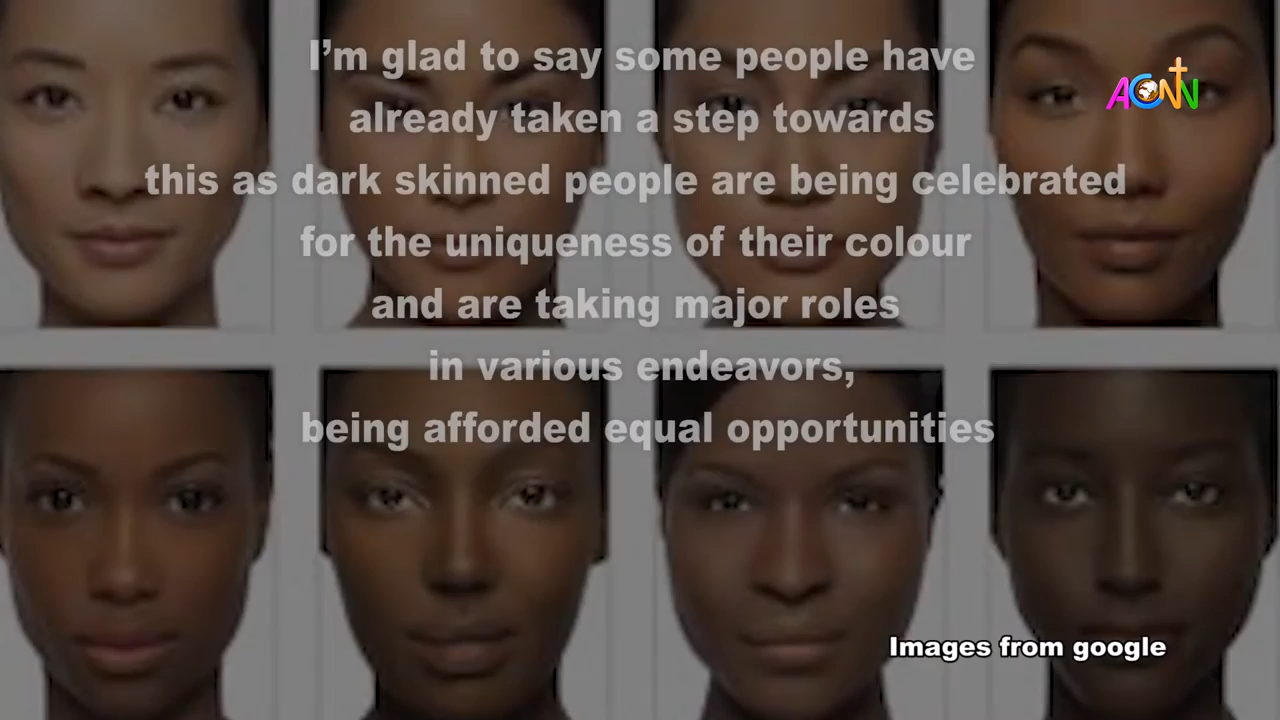 I’m glad to say some people have
ACNN
already taken a step towards
this as dark skinned people are being celebrated
for the uniqueness of their colour
and are taking major roles
in various endeavors,
being afforded equal opportunities
Images from google